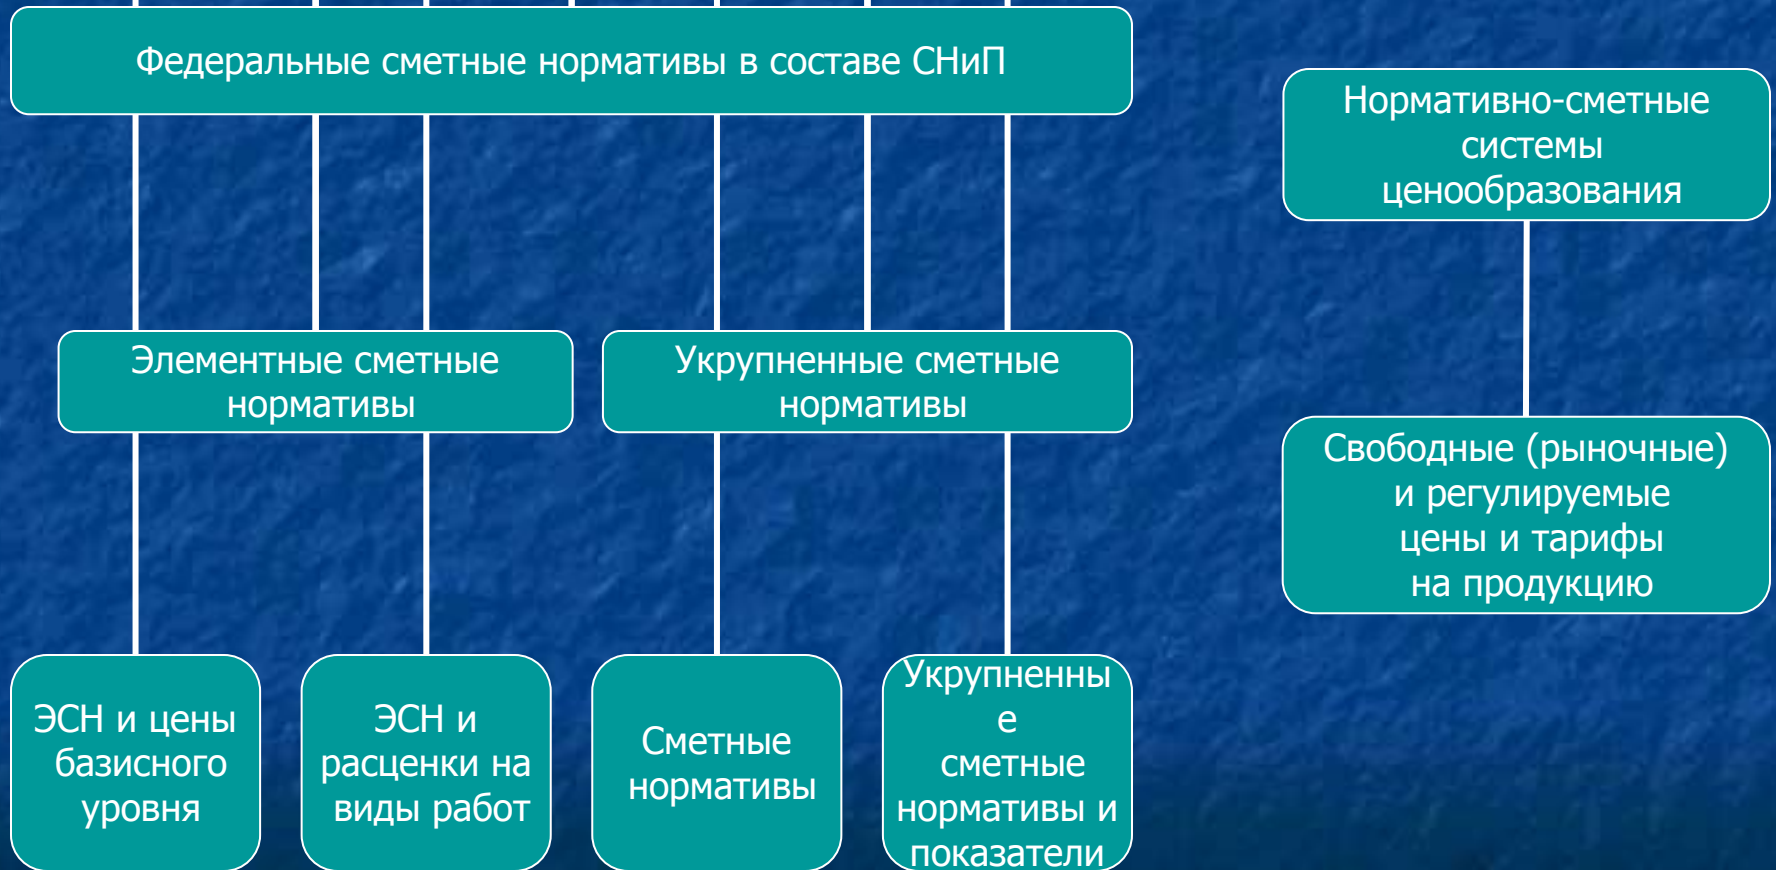 Федеральные сметные нормативы в составе СНиП
Нормативно-сметные
системы
ценообразования
Элементные сметные
нормативы
Укрупненные сметные
нормативы
Свободные (рыночные)
и регулируемые
цены и тарифы
на продукцию
ЭСН и цены
базисного
уровня
ЭСН и
расценки на
виды работ
Сметные
нормативы
Укрупненны
е
сметные
нормативы и
показатели